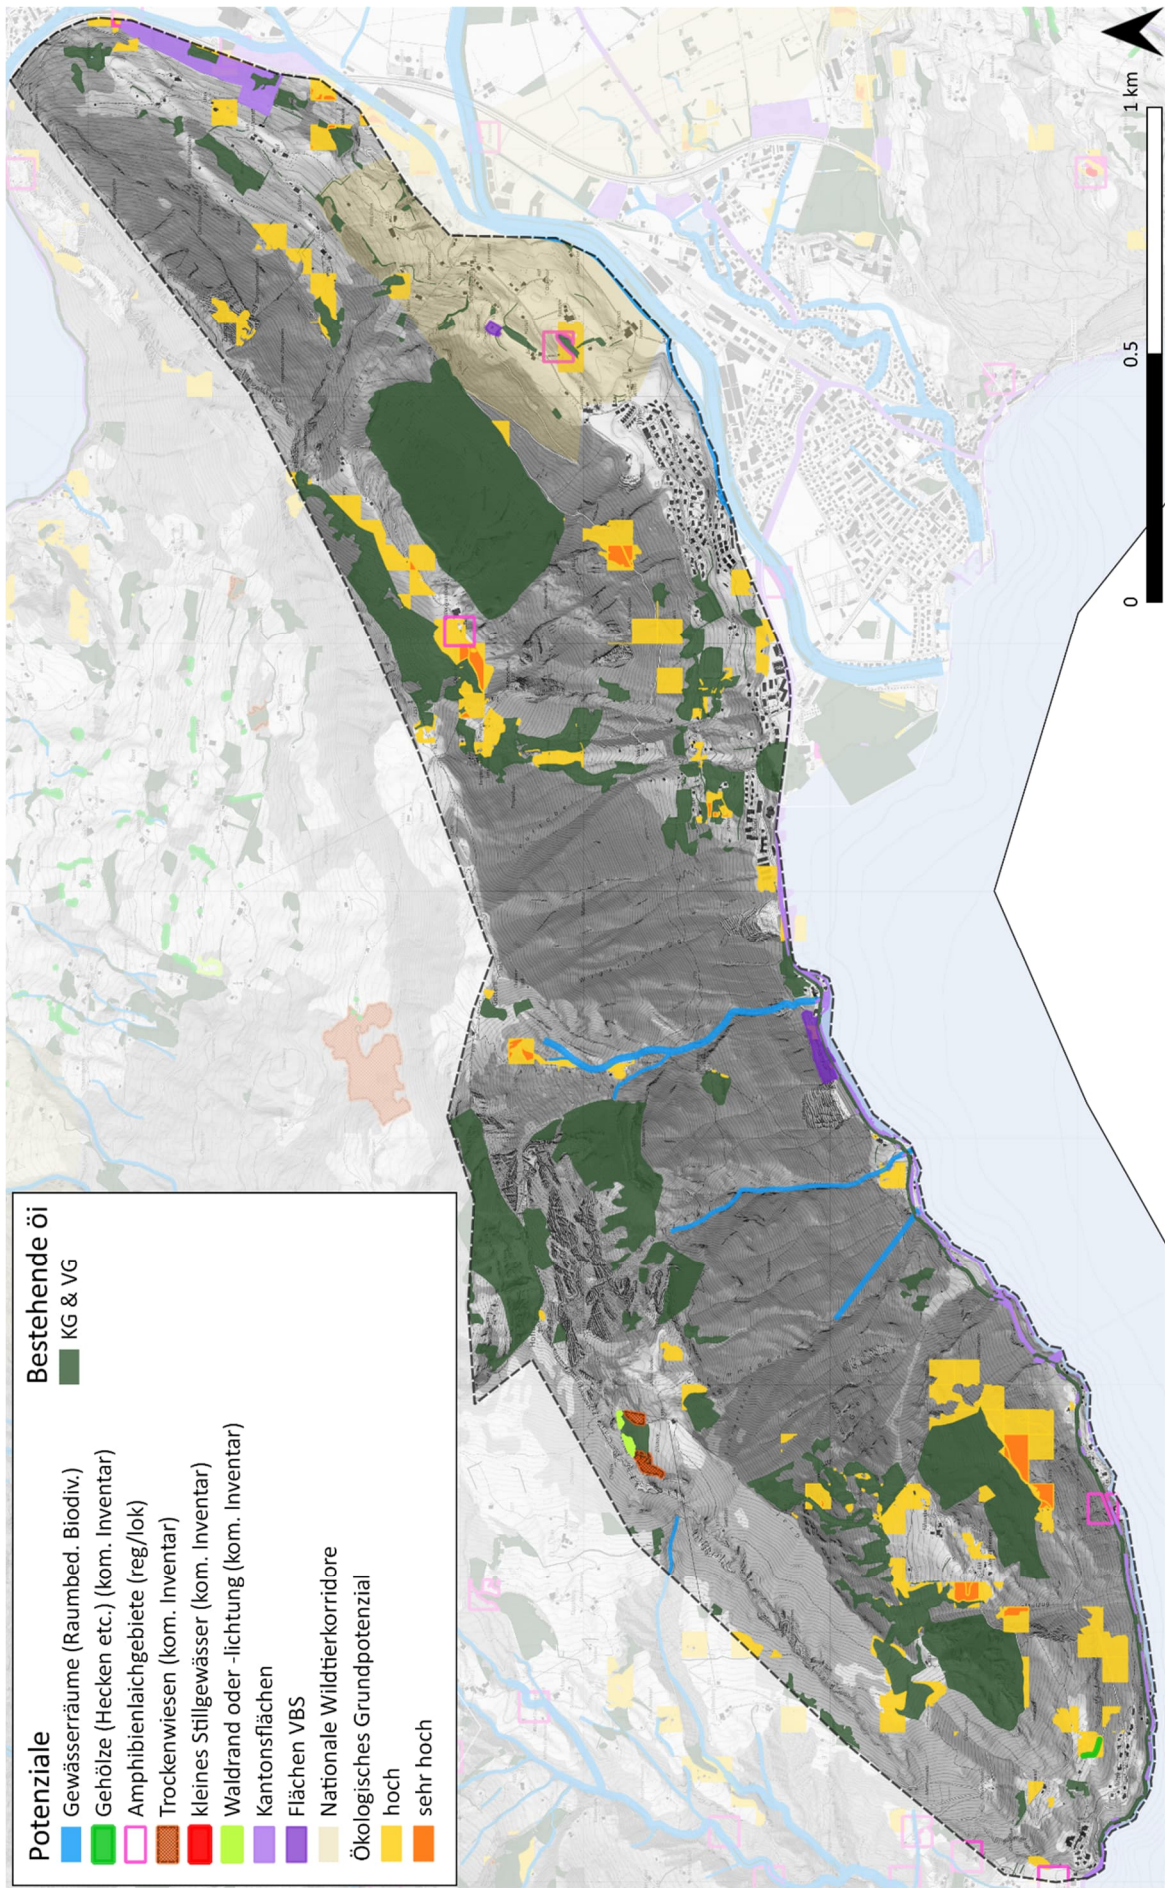 Potenziale
Gewässerräume (Raumbed. Biodiv.)
Gehölze (Hecken etc.) (kom. Inventar)
Amphibienlaichgebiete (reg/lok)
Trockenwiesen (kom. Inventar)
kleines Stillgewässer (kom. Inventar)
Waldrand oder -lichtung (kom. Inventar)
Kantonsflächen
Flächen VBS
Nationale Wildtierkorridore
Ökologisches Grundpotenzial
hoch
sehr hoch
Bestehende öi
KG & VG
0
0.5
1 km